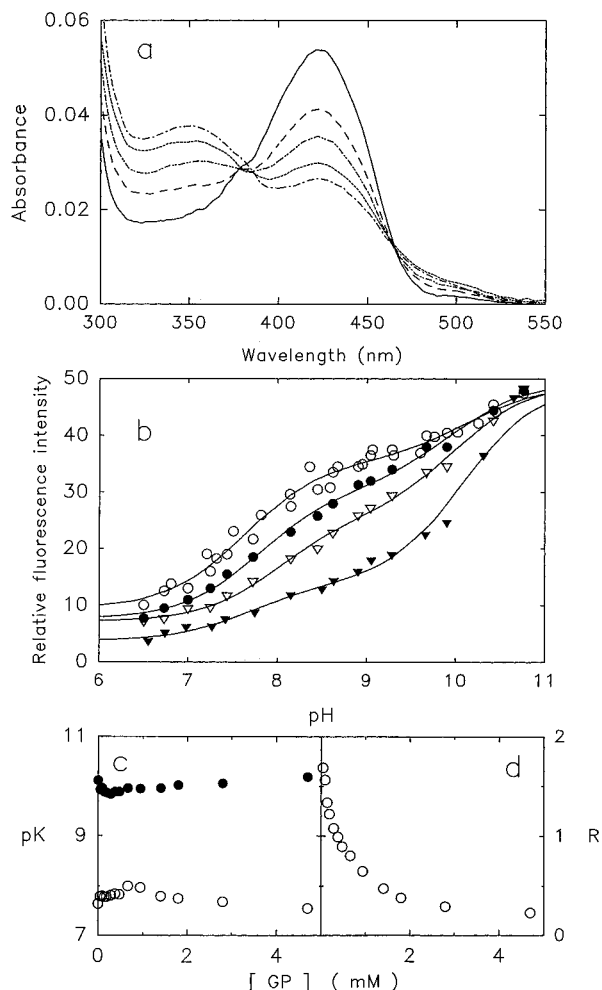 0.06
a
0.04
Absorbance
0.02
0.00
300 350 400 450 500 550
Wavelength (nm)
50
b
40
30
Relative fluorescence intensity
20
10
0
6 7 8 9 10 11
pH
11 c d 2
pK 9 1 R
7 0
0 2 4 2 4
[ GP ] ( mM )